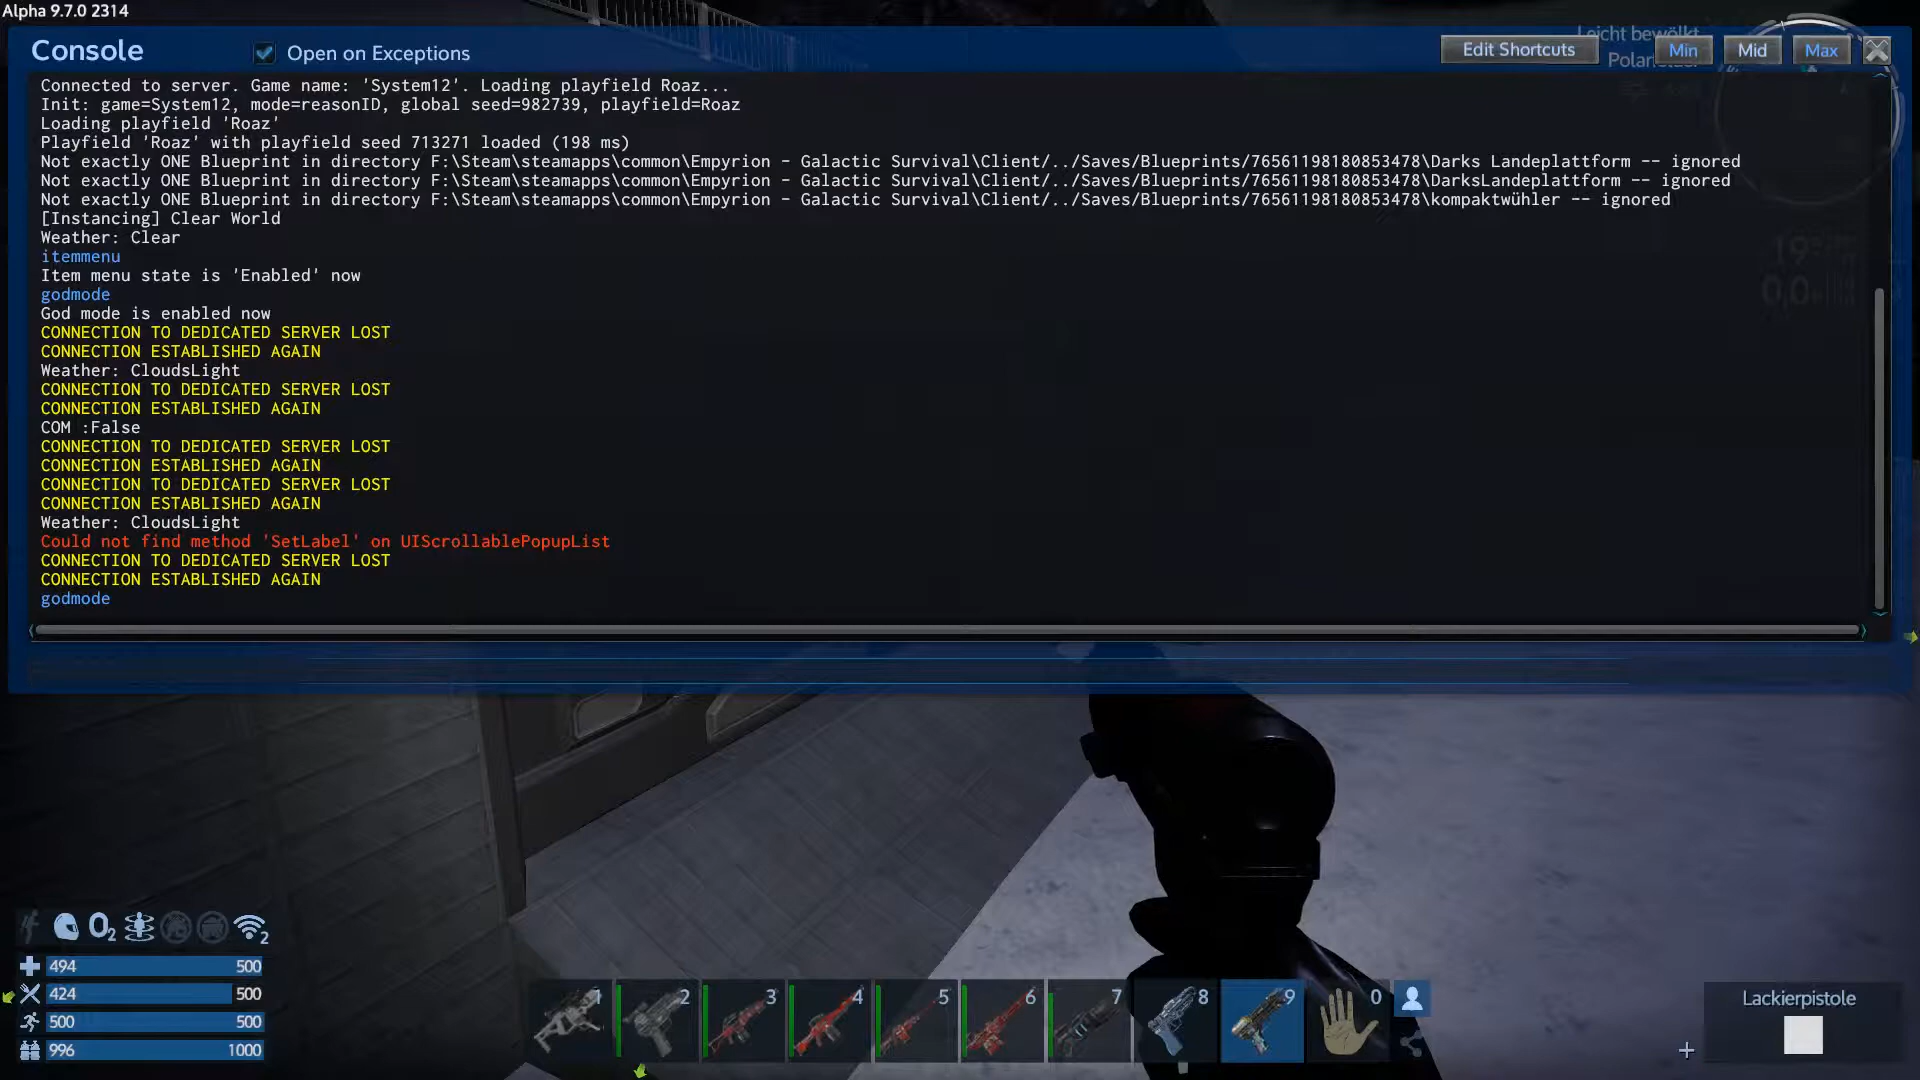 Alpha 9.7.0 2314
Console
Open on Exceptions
Edit Shortcuts
Min
Mid
Max
Leicht bewölkt
Connected to server. Game name: 'System12'. Loading playfield Roaz...
Init: game=System12, mode=reasonID, global seed=982739, playfield=Roaz
Loading playfield 'Roaz'
Playfield 'Roaz' with playfield seed 713271 loaded (198 ms)
Not exactly ONE Blueprint in directory F:\Steam\steamapps\common\Empyrion - Galactic Survival\Client/../Saves/Blueprints/76561198180853478\Darks Landeplattform -- ignored
Not exactly ONE Blueprint in directory F:\Steam\steamapps\common\Empyrion - Galactic Survival\Client/../Saves/Blueprints/76561198180853478\DarksLandeplattform -- ignored
Not exactly ONE Blueprint in directory F:\Steam\steamapps\common\Empyrion - Galactic Survival\Client/../Saves/Blueprints/76561198180853478\kompaktwühler -- ignored
[Instancing] Clear World
Weather: Clear
itemmenu
Item menu state is 'Enabled' now
godmode
God mode is enabled now
CONNECTION TO DEDICATED SERVER LOST
CONNECTION ESTABLISHED AGAIN
Weather: CloudsLight
CONNECTION TO DEDICATED SERVER LOST
CONNECTION ESTABLISHED AGAIN
COM :False
CONNECTION TO DEDICATED SERVER LOST
CONNECTION ESTABLISHED AGAIN
CONNECTION TO DEDICATED SERVER LOST
CONNECTION ESTABLISHED AGAIN
Weather: CloudsLight
Could not find method 'SetLabel' on UIScrollablePopupList
CONNECTION TO DEDICATED SERVER LOST
CONNECTION ESTABLISHED AGAIN
godmode
O2
2
494 500
424 500
500 500
996 1000
1 2 3 4 5 6 7 8 9 0
Lackierpistole